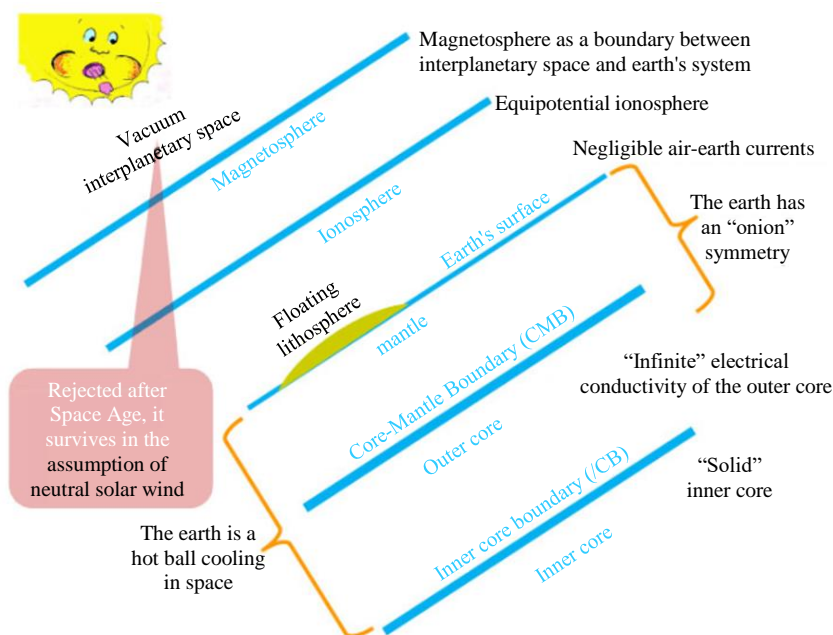 Magnetosphere as a boundary between
interplanetary space and earth's system
Vacuum
interplanetary space
Magnetosphere
Equipotential ionosphere
Ionosphere
Negligible air-earth currents
Earth's surface
The earth has
an “onion”
symmetry
Floating
lithosphere
mantle
Rejected after
Space Age, it
survives in the
assumption of
neutral solar wind
Core-Mantle Boundary (CMB)
Outer core
“Infinite” electrical
conductivity of the outer core
“Solid”
inner core
Inner core boundary (/CB)
Inner core
The earth is a
hot ball cooling
in space